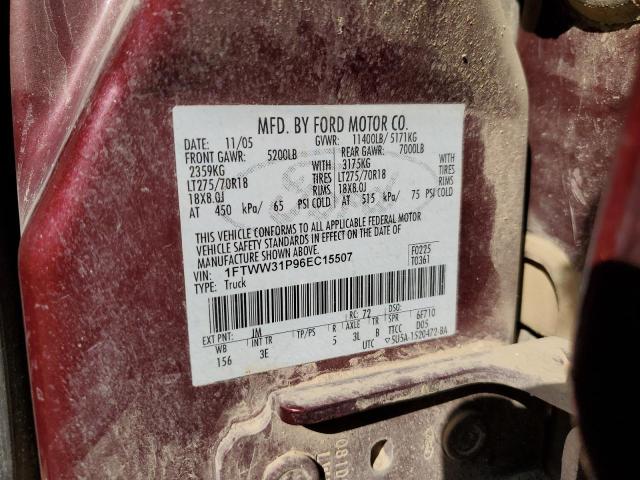 MFD. BY FORD MOTOR CO.
DATE: 11/05 GVWR: 11400LB/ 5171KG
FRONT GAWR: 5200LB REAR GAWR: 7000LB
2359KG WITH 3175KG WITH
LT275/70R18 TIRES LT275/70R18 TIRES
18X8.0J RIMS 18X8.0J RIMS
AT 450 kPa/ 65 PSI COLD AT 515 kPa/ 75 PSI COLD
THIS VEHICLE CONFORMS TO ALL APPLICABLE FEDERAL MOTOR
VEHICLE SAFETY STANDARDS IN EFFECT ON THE DATE OF
MANUFACTURE SHOWN ABOVE.
VIN: 1FTWW31P96EC15507 F0225
TYPE: Truck T0361
EXT PNT: JM RC: 72 DSO:
WB INT TR TP/PS R AXLE TR SPR 6F710
156 3E 5 3L B TTCC D05
UTC ▽5U5A-1520472-BA